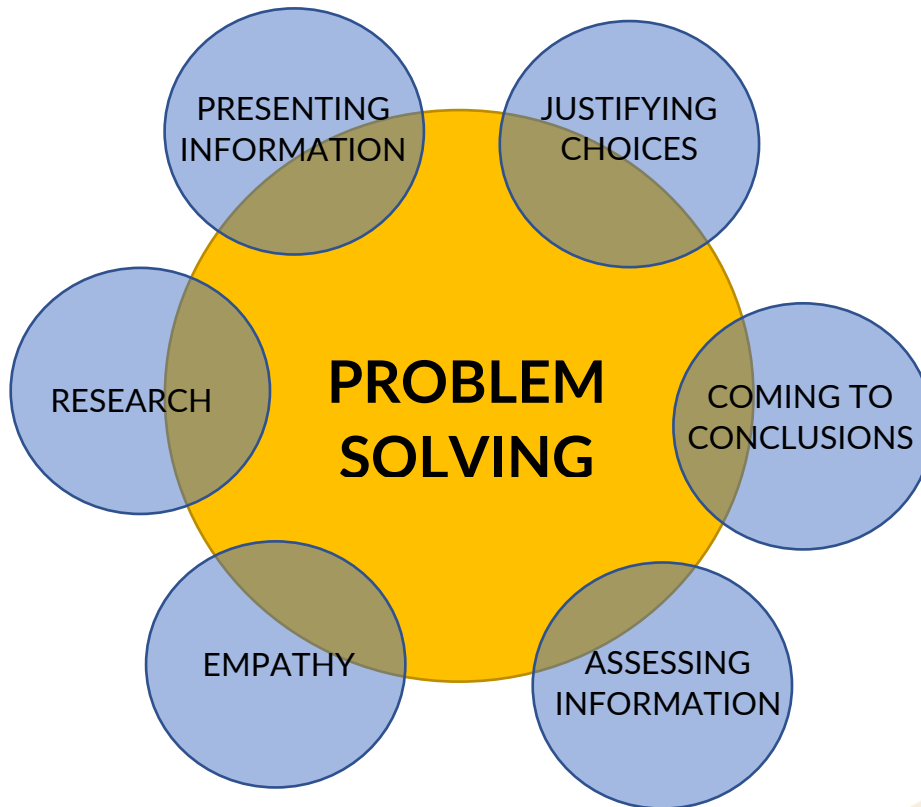 PRESENTING
INFORMATION
JUSTIFYING
CHOICES
RESEARCH
PROBLEM
SOLVING
COMING TO
CONCLUSIONS
EMPATHY
ASSESSING
INFORMATION